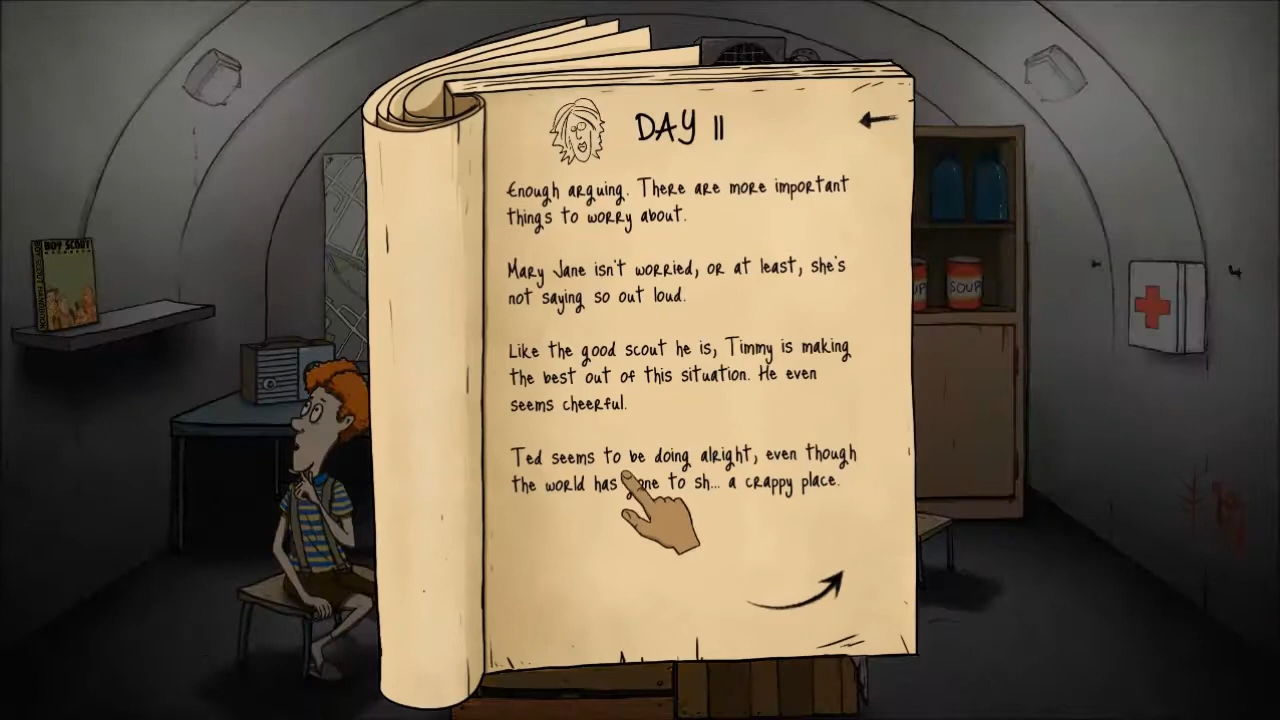 DAY 11
Enough arguing. There are more important
things to worry about.
Mary Jane isn't worried, or at least, she's
not saying so out loud.
Like the good scout he is, Timmy is making
the best out of this situation. He even
seems cheerful.
Ted seems to be doing alright, even though
the world has gone to sh... a crappy place.
BOY SCOUT
SOUP
UP